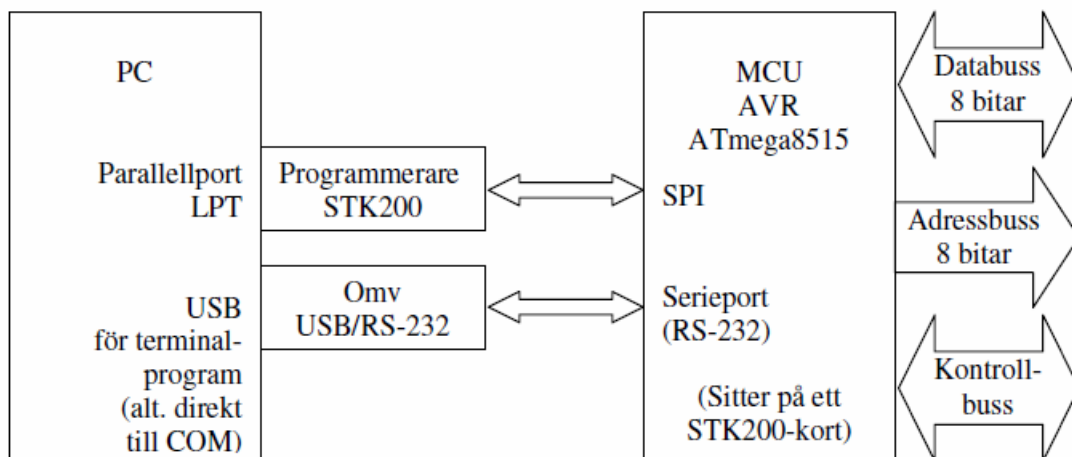 PC
Parallellport
LPT
Programmerare
STK200
USB
för terminal-
program
(alt. direkt
till COM)
Omv
USB/RS-232
MCU
AVR
ATmega8515
SPI
Serieport
(RS-232)
(Sitter på ett
STK200-kort)
Databuss
8 bitar
Adressbuss
8 bitar
Kontroll-
buss